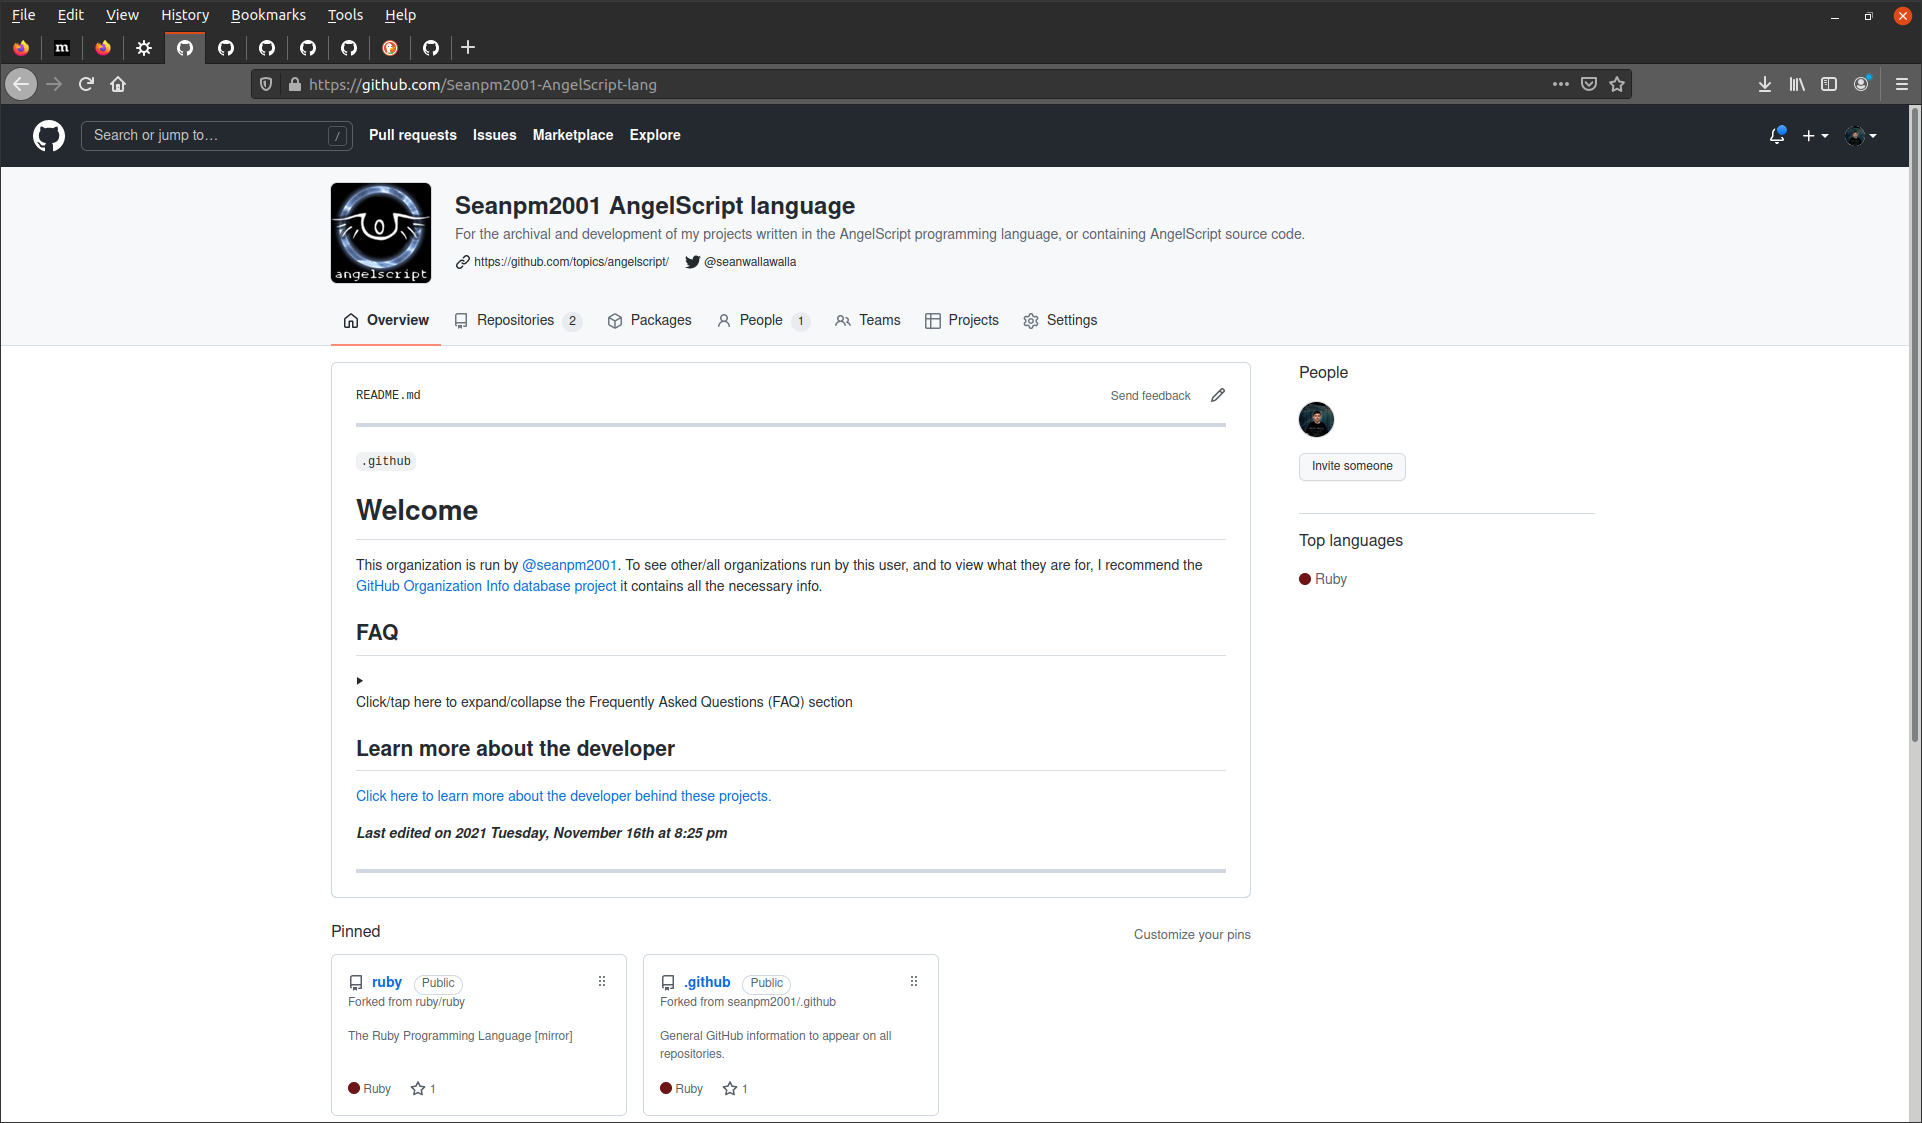 File Edit View History Bookmarks Tools Help
m
https://github.com/Seanpm2001-AngelScript-lang
Search or jump to… / Pull requests Issues Marketplace Explore
angelscript
Seanpm2001 AngelScript language
For the archival and development of my projects written in the AngelScript programming language, or containing AngelScript source code.
https://github.com/topics/angelscript/ @seanwallawalla
Overview Repositories 2 Packages People 1 Teams Projects Settings
README.md Send feedback
.github
Welcome
This organization is run by @seanpm2001. To see other/all organizations run by this user, and to view what they are for, I recommend the
GitHub Organization Info database project it contains all the necessary info.
FAQ
Click/tap here to expand/collapse the Frequently Asked Questions (FAQ) section
Learn more about the developer
Click here to learn more about the developer behind these projects.
Last edited on 2021 Tuesday, November 16th at 8:25 pm
People
Invite someone
Top languages
Ruby
Pinned Customize your pins
ruby Public
Forked from ruby/ruby
The Ruby Programming Language [mirror]
Ruby 1
.github Public
Forked from seanpm2001/.github
General GitHub information to appear on all
repositories.
Ruby 1